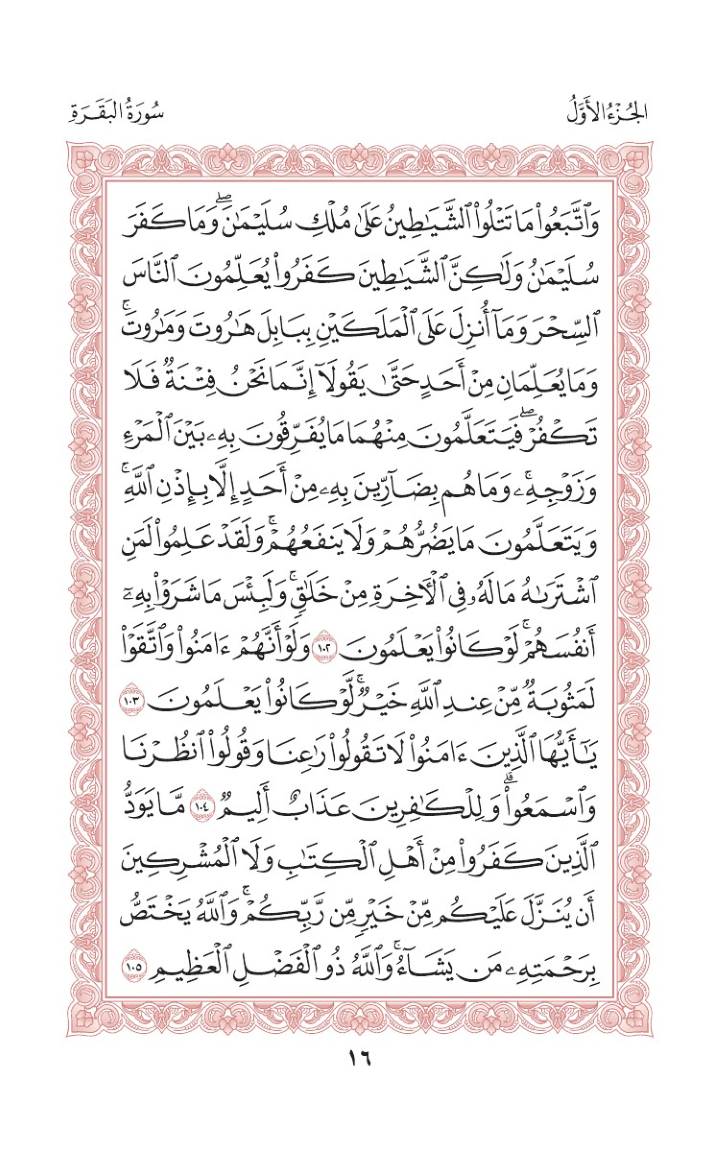 الجُزْءُ الأَوَّلُ
سُورَةُ البَقَرَةِ
وَٱتَّبَعُوا۟ مَا تَتْلُوا۟ ٱلشَّيَـٰطِينُ عَلَىٰ مُلْكِ سُلَيْمَـٰنَ ۖ وَمَا كَفَرَ
سُلَيْمَـٰنُ وَلَـٰكِنَّ ٱلشَّيَـٰطِينَ كَفَرُوا۟ يُعَلِّمُونَ ٱلنَّاسَ
ٱلسِّحْرَ وَمَآ أُنزِلَ عَلَى ٱلْمَلَكَيْنِ بِبَابِلَ هَـٰرُوتَ وَمَـٰرُوتَ ۚ
وَمَا يُعَلِّمَانِ مِنْ أَحَدٍ حَتَّىٰ يَقُولَآ إِنَّمَا نَحْنُ فِتْنَةٌ فَلَا
تَكْفُرْ ۖ فَيَتَعَلَّمُونَ مِنْهُمَا مَا يُفَرِّقُونَ بِهِۦ بَيْنَ ٱلْمَرْءِ
وَزَوْجِهِۦ ۚ وَمَا هُم بِضَآرِّينَ بِهِۦ مِنْ أَحَدٍ إِلَّا بِإِذْنِ ٱللَّهِ ۚ
وَيَتَعَلَّمُونَ مَا يَضُرُّهُمْ وَلَا يَنفَعُهُمْ ۚ وَلَقَدْ عَلِمُوا۟ لَمَنِ
ٱشْتَرَىٰهُ مَا لَهُۥ فِى ٱلْـَٔاخِرَةِ مِنْ خَلَـٰقٍ ۚ وَلَبِئْسَ مَا شَرَوْا۟ بِهِۦٓ
أَنفُسَهُمْ ۚ لَوْ كَانُوا۟ يَعْلَمُونَ ١٠٢ وَلَوْ أَنَّهُمْ ءَامَنُوا۟ وَٱتَّقَوْا۟
لَمَثُوبَةٌ مِّنْ عِندِ ٱللَّهِ خَيْرٌ ۚ لَّوْ كَانُوا۟ يَعْلَمُونَ ١٠٣
يَـٰٓأَيُّهَا ٱلَّذِينَ ءَامَنُوا۟ لَا تَقُولُوا۟ رَٰعِنَا وَقُولُوا۟ ٱنظُرْنَا
وَٱسْمَعُوا۟ ۗ وَلِلْكَـٰفِرِينَ عَذَابٌ أَلِيمٌ ١٠٤ مَّا يَوَدُّ
ٱلَّذِينَ كَفَرُوا۟ مِنْ أَهْلِ ٱلْكِتَـٰبِ وَلَا ٱلْمُشْرِكِينَ
أَن يُنَزَّلَ عَلَيْكُم مِّنْ خَيْرٍ مِّن رَّبِّكُمْ ۚ وَٱللَّهُ يَخْتَصُّ
بِرَحْمَتِهِۦ مَن يَشَآءُ ۚ وَٱللَّهُ ذُو ٱلْفَضْلِ ٱلْعَظِيمِ ١٠٥
١٦